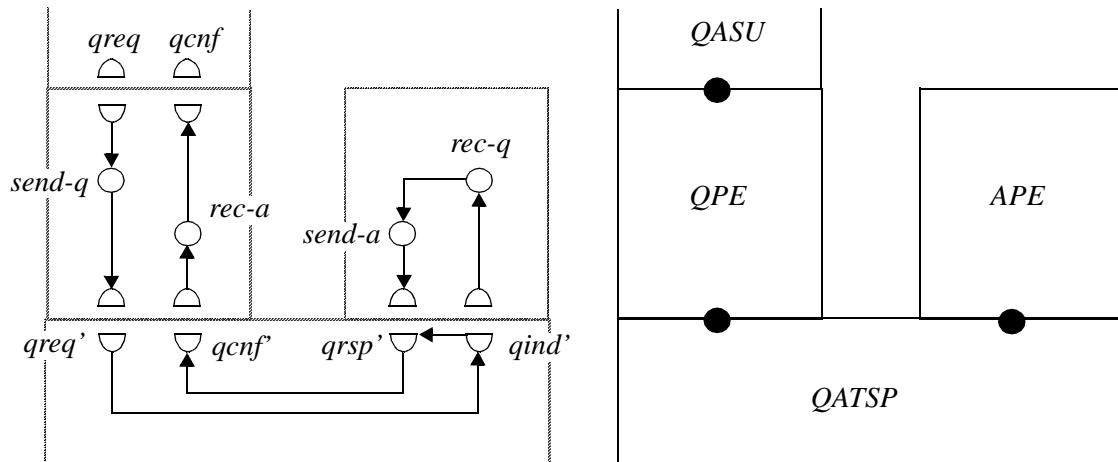 qreq qcnf
send-q
rec-a
rec-q
send-a
qreq’ qcnf’ qrsp’ qind’
QASU
QPE
APE
QATSP